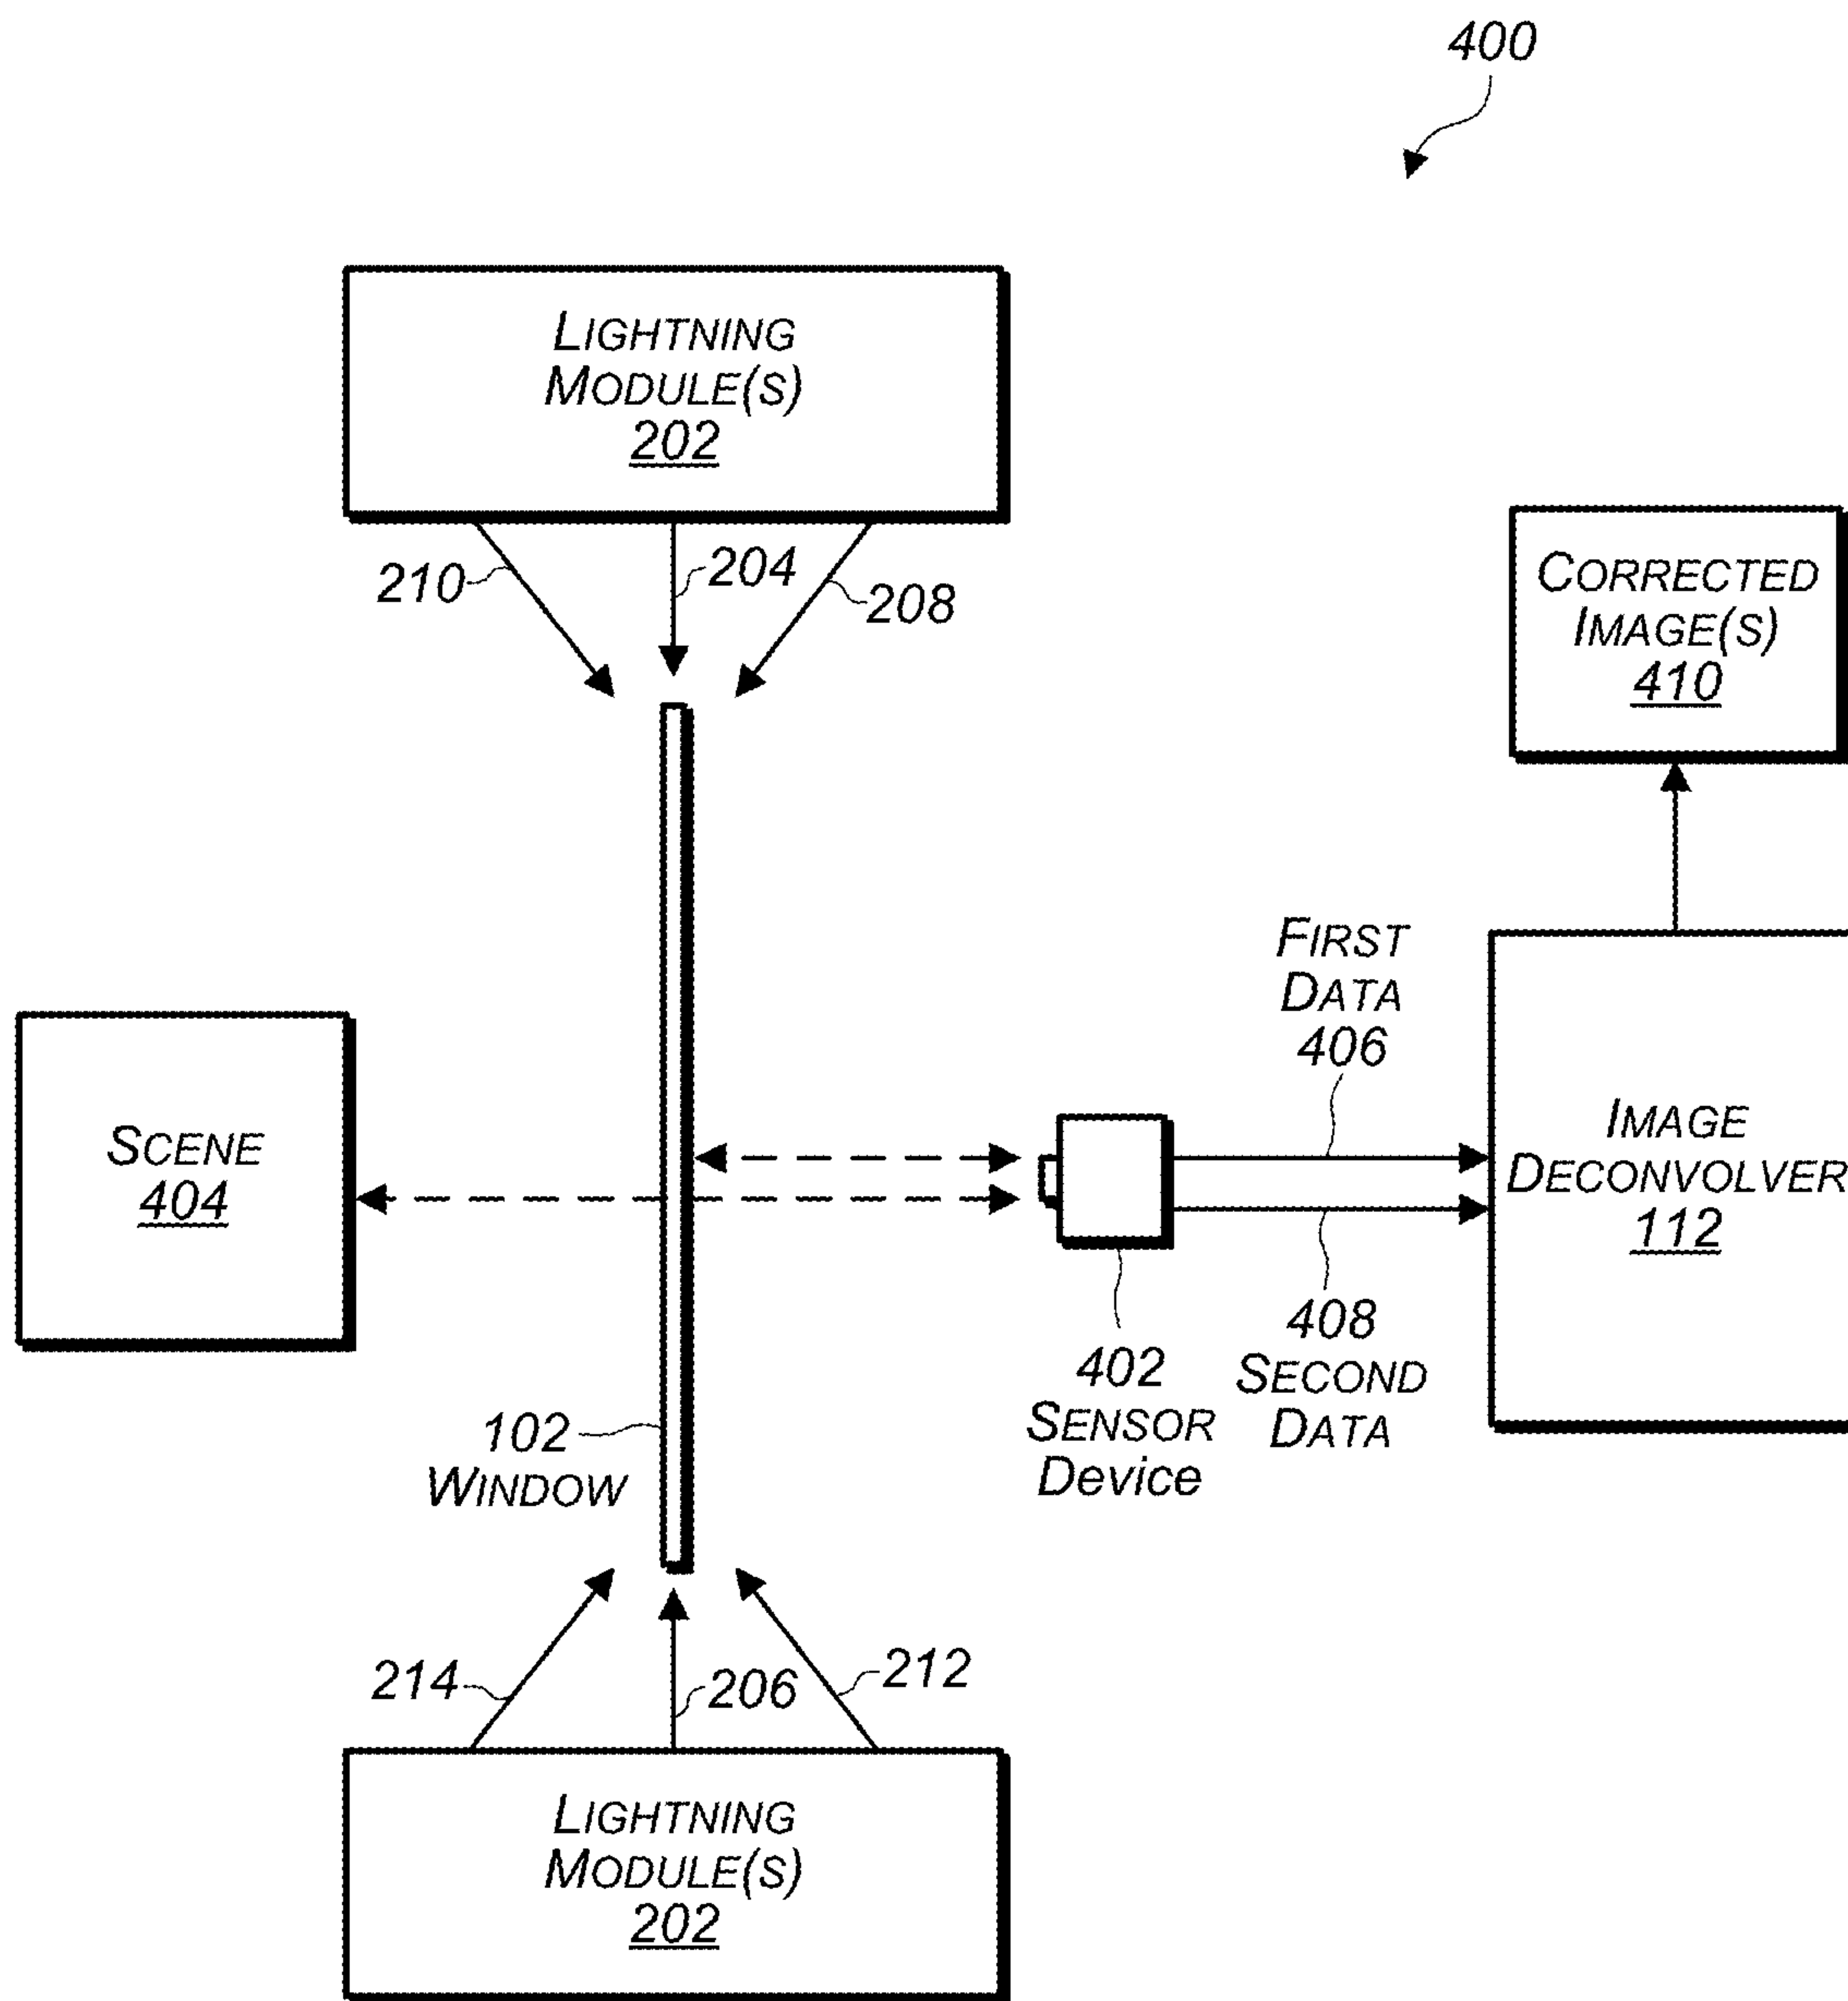 400
LIGHTNING
MODULE(S)
202
210
204
208
CORRECTED
IMAGE(S)
410
FIRST
DATA
406
SCENE
404
IMAGE
DECONVOLVER
112
402
SENSOR
Device
408
SECOND
DATA
102
WINDOW
214
206
212
LIGHTNING
MODULE(S)
202